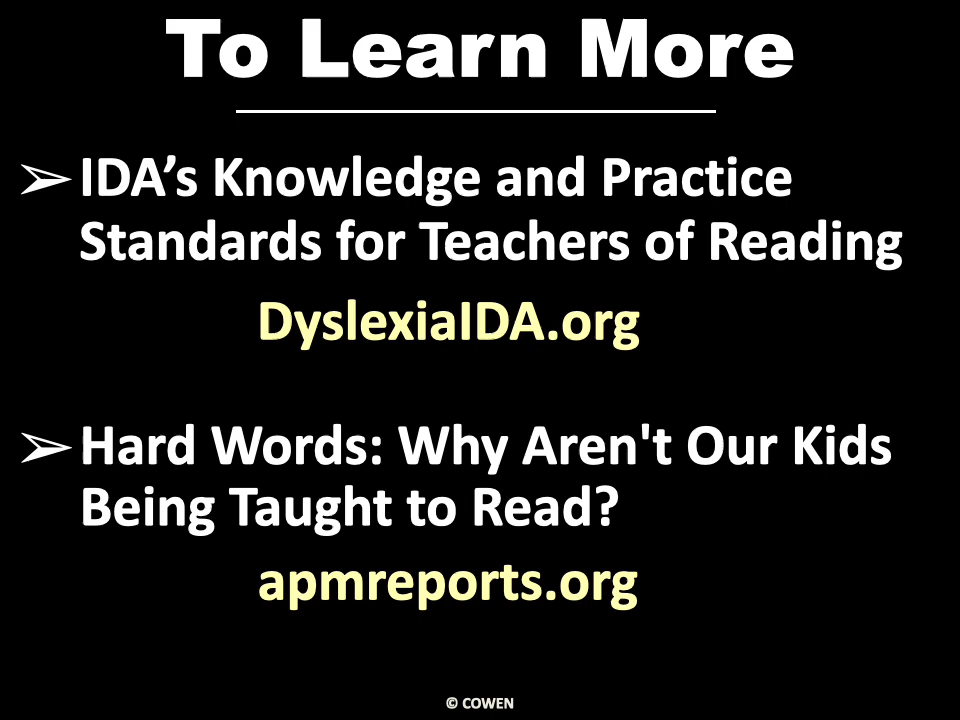 To Learn More
➢ IDA’s Knowledge and Practice
Standards for Teachers of Reading
DyslexiaIDA.org
➢ Hard Words: Why Aren't Our Kids
Being Taught to Read?
apmreports.org
© COWEN